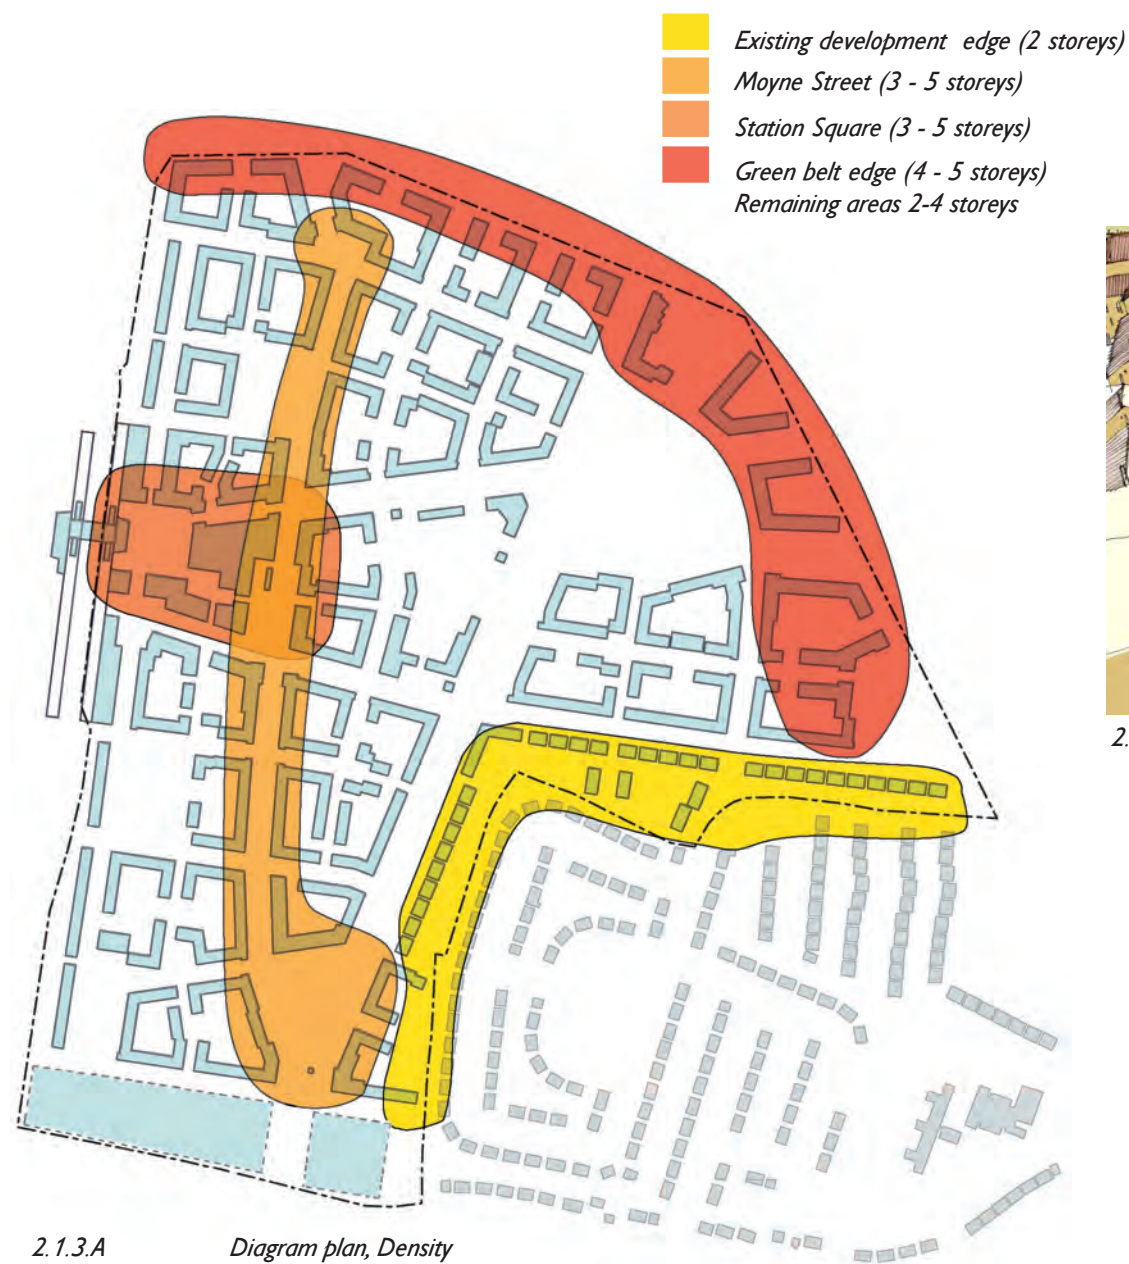 Existing development edge (2 storeys)
Moyne Street (3 - 5 storeys)
Station Square (3 - 5 storeys)
Green belt edge (4 - 5 storeys)
Remaining areas 2-4 storeys
2.
2.1.3.A Diagram plan, Density